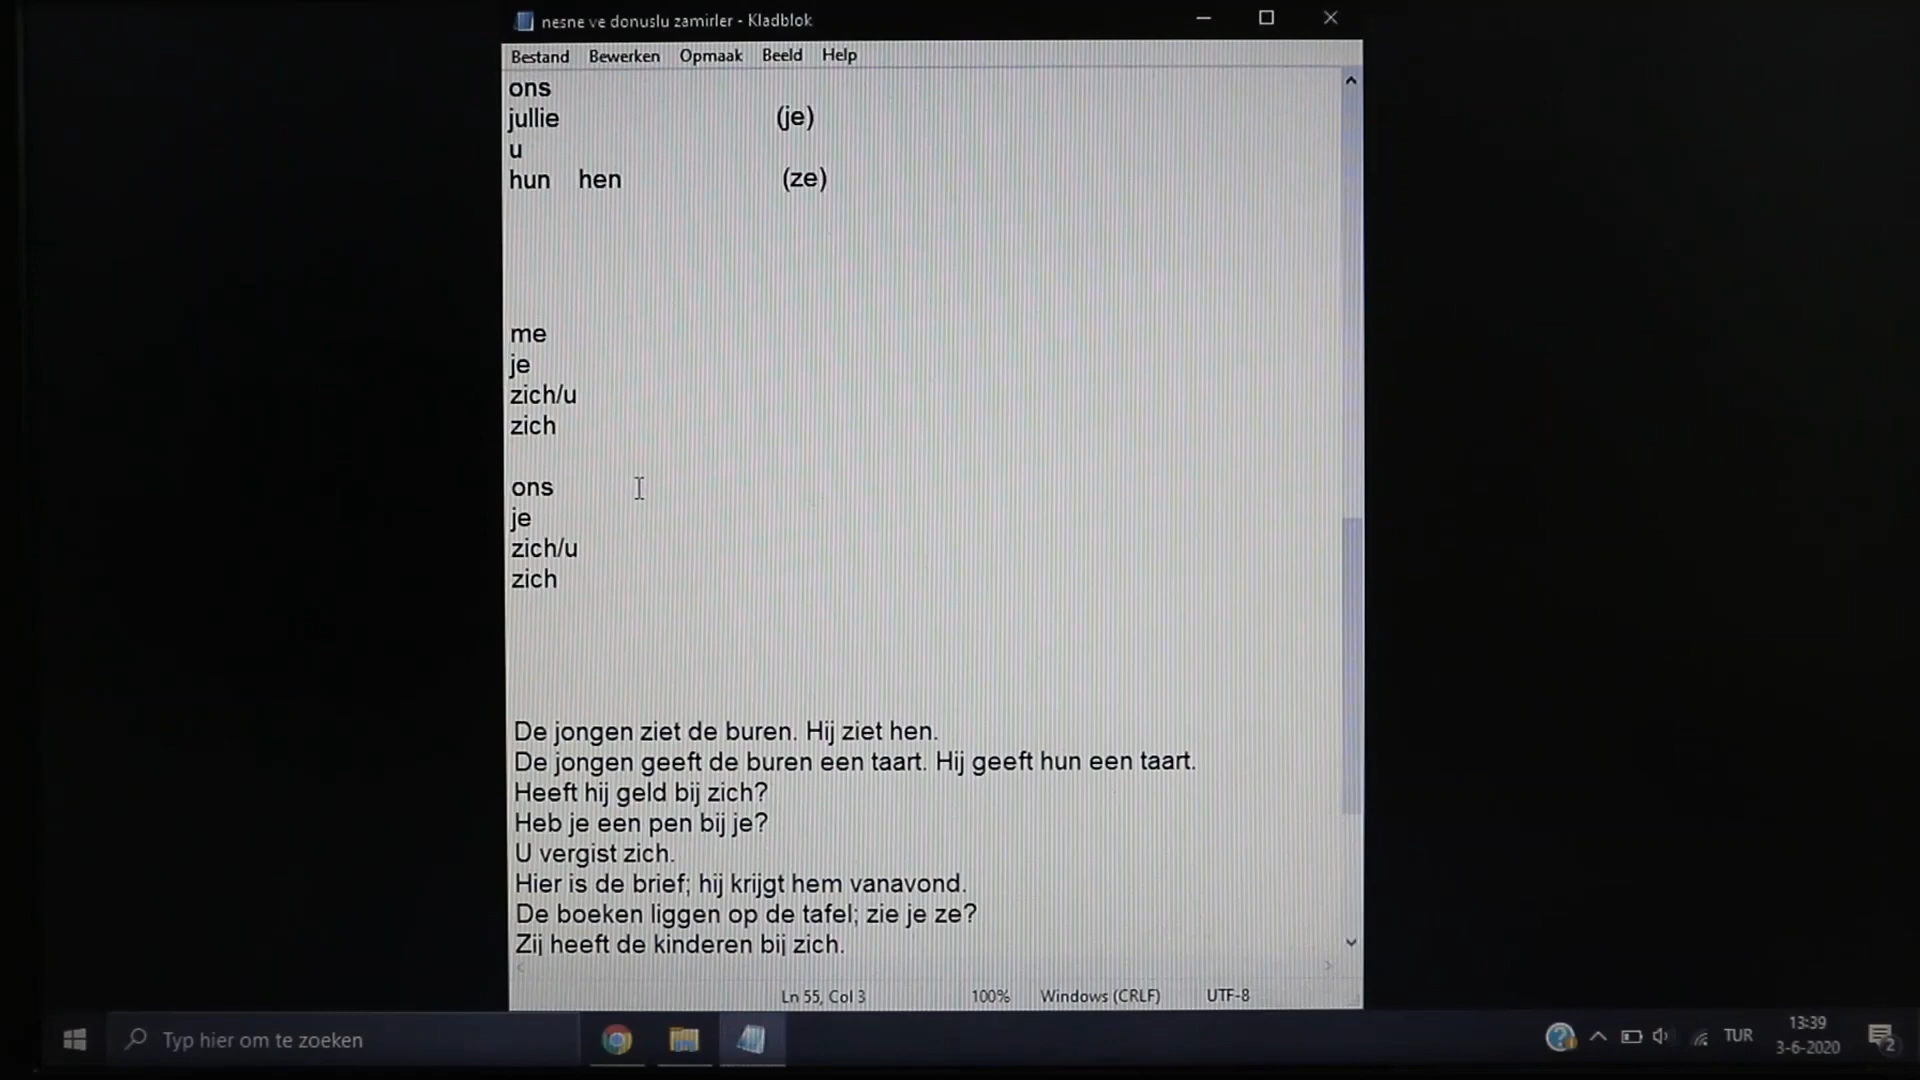 nesne ve donuslu zamirler - Kladblok
Bestand Bewerken Opmaak Beeld Help
ons
jullie (je)
u
hun hen (ze)
me
je
zich/u
zich
ons
je
zich/u
zich
De jongen ziet de buren. Hij ziet hen.
De jongen geeft de buren een taart. Hij geeft hun een taart.
Heeft hij geld bij zich?
Heb je een pen bij je?
U vergist zich.
Hier is de brief; hij krijgt hem vanavond.
De boeken liggen op de tafel; zie je ze?
Zij heeft de kinderen bij zich.
Ln 55, Col 3 100% Windows (CRLF) UTF-8
Typ hier om te zoeken
TUR
13:39
3-6-2020
2